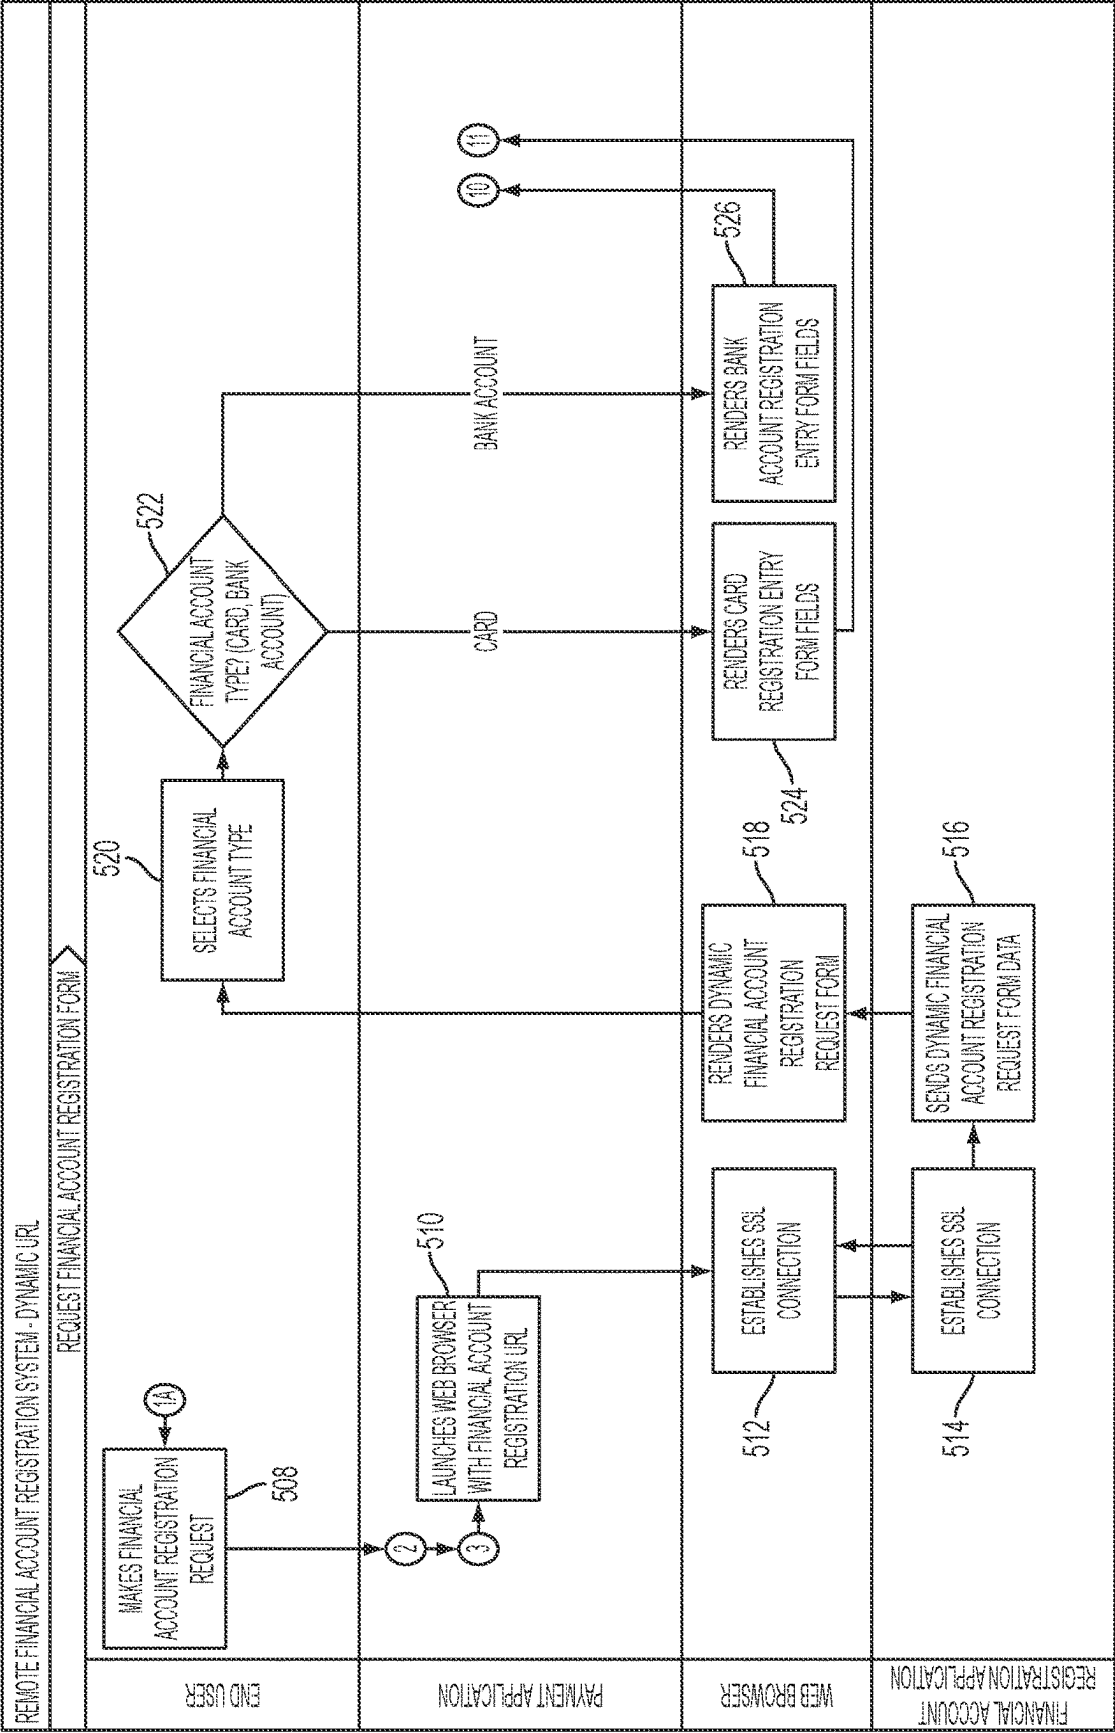 REMOTE FINANCIAL ACCOUNT REGISTRATION SYSTEM - DYNAMIC URL
REQUEST FINANCIAL ACCOUNT REGISTRATION FORM
END USER
MAKES FINANCIAL
ACCOUNT REGISTRATION
REQUEST
508
1A
520
SELECTS FINANCIAL
ACCOUNT TYPE
522
FINANCIAL ACCOUNT
TYPE? (CARD, BANK
ACCOUNT)
PAYMENT APPLICATION
2
3
510
LAUNCHES WEB BROWSER
WITH FINANCIAL ACCOUNT
REGISTRATION URL
CARD
BANK ACCOUNT
10
11
WEB BROWSER
512
ESTABLISHES SSL
CONNECTION
518
RENDERS DYNAMIC
FINANCIAL ACCOUNT
REGISTRATION
REQUEST FORM
524
RENDERS CARD
REGISTRATION ENTRY
FORM FIELDS
526
RENDERS BANK
ACCOUNT REGISTRATION
ENTRY FORM FIELDS
FINANCIAL ACCOUNT
REGISTRATION APPLICATION
514
ESTABLISHES SSL
CONNECTION
516
SENDS DYNAMIC FINANCIAL
ACCOUNT REGISTRATION
REQUEST FORM DATA